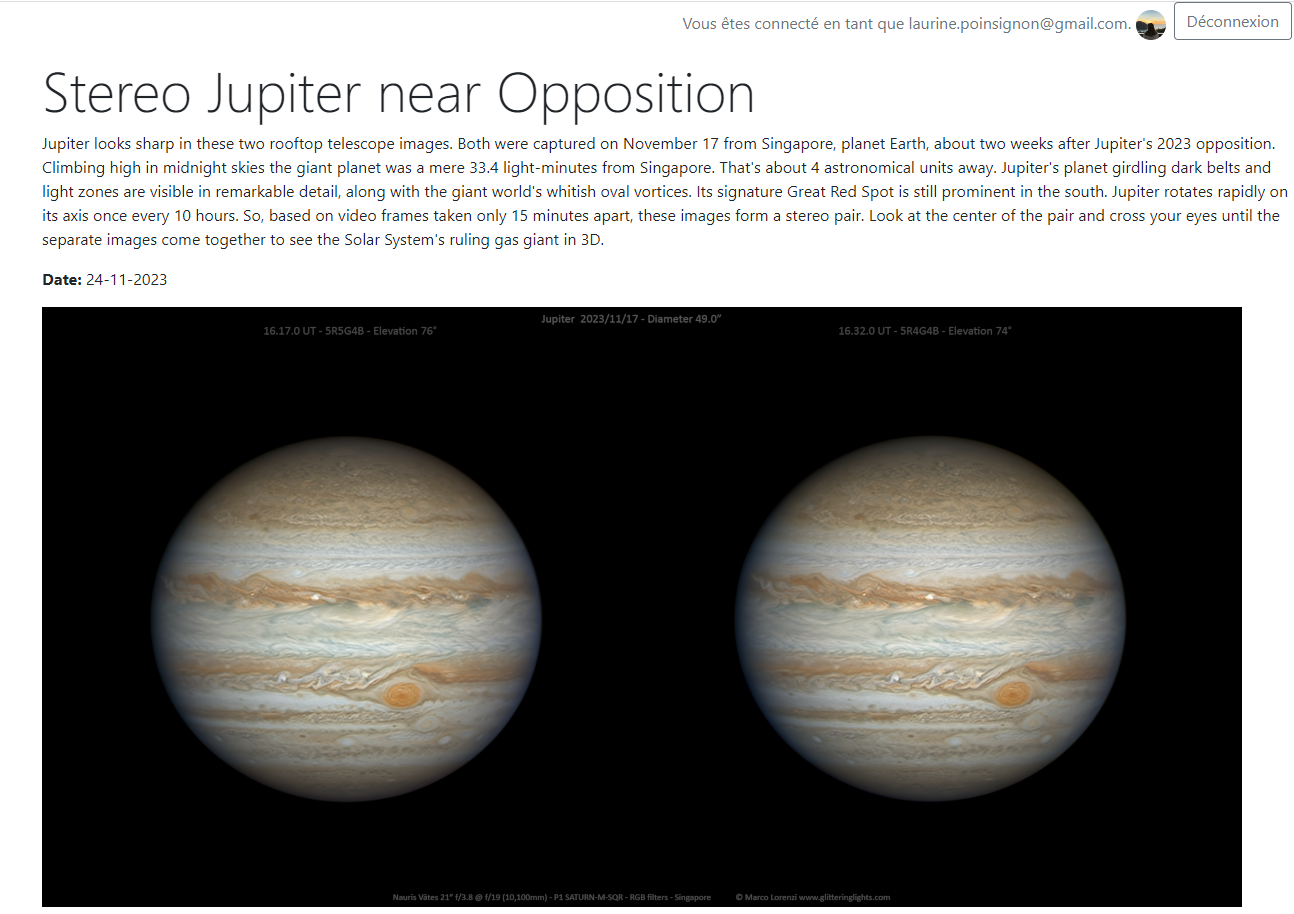 Vous êtes connecté en tant que laurine.poinsignon@gmail.com. Déconnexion
Stereo Jupiter near Opposition
Jupiter looks sharp in these two rooftop telescope images. Both were captured on November 17 from Singapore, planet Earth, about two weeks after Jupiter's 2023 opposition.
Climbing high in midnight skies the giant planet was a mere 33.4 light-minutes from Singapore. That's about 4 astronomical units away. Jupiter's planet girdling dark belts and
light zones are visible in remarkable detail, along with the giant world's whitish oval vortices. Its signature Great Red Spot is still prominent in the south. Jupiter rotates rapidly on
its axis once every 10 hours. So, based on video frames taken only 15 minutes apart, these images form a stereo pair. Look at the center of the pair and cross your eyes until the
separate images come together to see the Solar System's ruling gas giant in 3D.
Date: 24-11-2023
Jupiter 2023/11/17 - Diameter 49.0"
16.17.0 UT - 5R5G4B - Elevation 76° 16.32.0 UT - 5R4G4B - Elevation 74°
Nauris Vâtes 21" f/3.8 @ f/19 (10,100mm) - P1 SATURN-M-SQR - RGB filters - Singapore © Marco Lorenzi www.glitteringlights.com